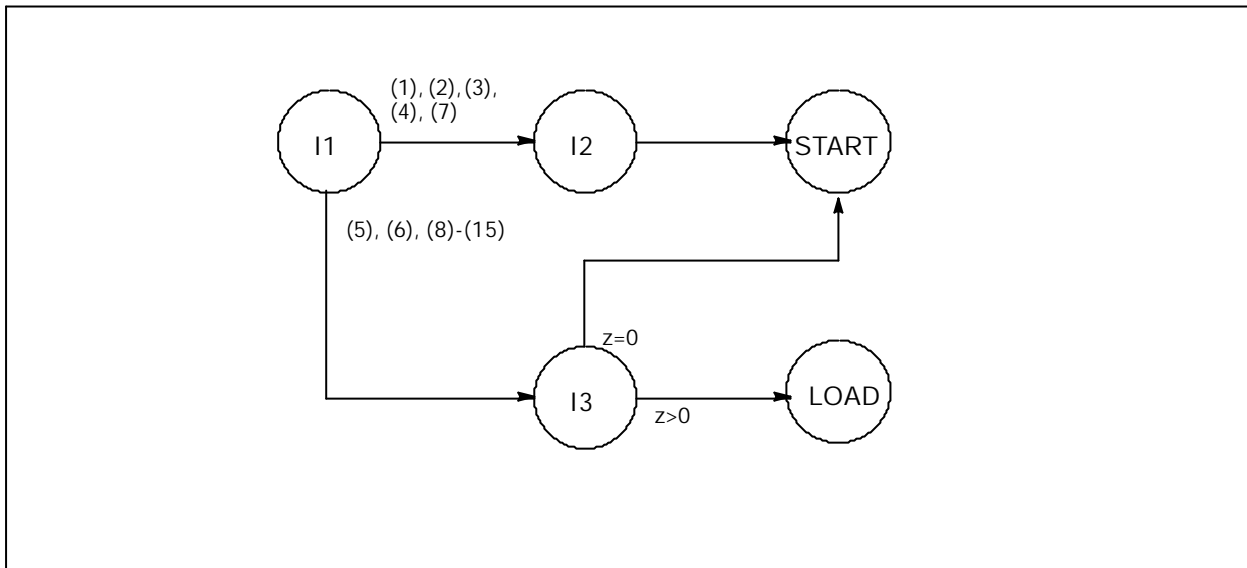 (1), (2), (3),
(4), (7)
I1
I2
START
(5), (6), (8)-(15)
z=0
I3
LOAD
z>0